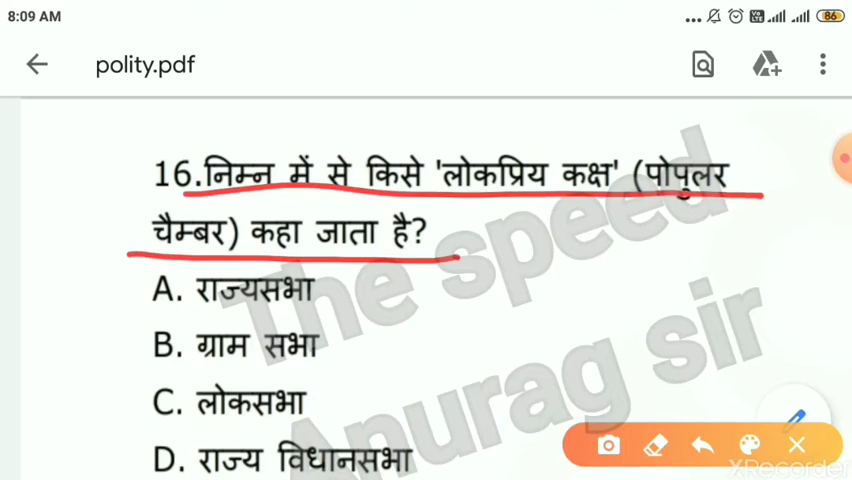 8:09 AM
86
polity.pdf
16.निम्न में से किसे 'लोकप्रिय कक्ष' (पोपुलर
चैम्बर) कहा जाता है?
A. राज्यसभा
B. ग्राम सभा
C. लोकसभा
D. राज्य विधानसभा
The speed
Anurag sir
XRecorder